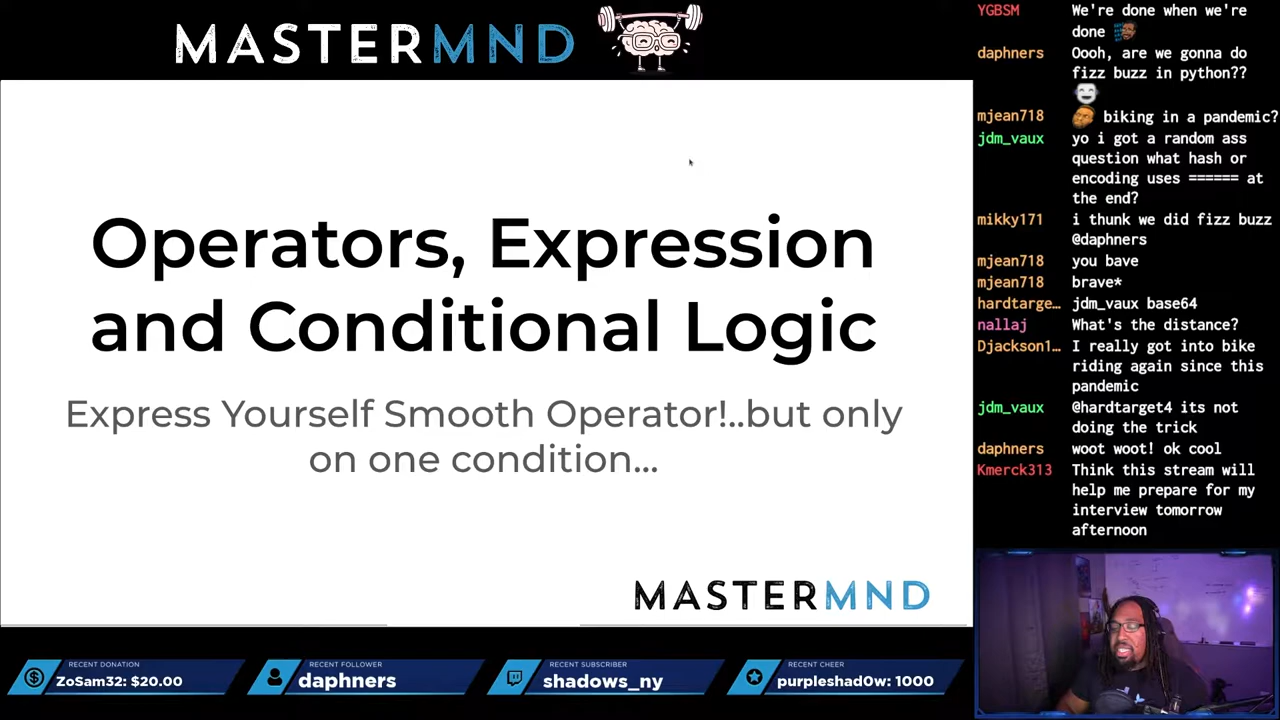 MASTERMND
Operators, Expression
and Conditional Logic
Express Yourself Smooth Operator!..but only
on one condition...
MASTERMND
YGBSM We're done when we're
done
daphners Oooh, are we gonna do
fizz buzz in python??
mjean718 biking in a pandemic?
jdm_vaux yo i got a random ass
question what hash or
encoding uses ====== at
the end?
mikky171 i thunk we did fizz buzz
@daphners
mjean718 you bave
mjean718 brave*
hardtarge… jdm_vaux base64
nallaj What's the distance?
Djackson1… I really got into bike
riding again since this
pandemic
jdm_vaux @hardtarget4 its not
doing the trick
daphners woot woot! ok cool
Kmerck313 Think this stream will
help me prepare for my
interview tomorrow
afternoon
RECENT DONATION
ZoSam32: $20.00
RECENT FOLLOWER
daphners
RECENT SUBSCRIBER
shadows_ny
RECENT CHEER
purpleshad0w: 1000